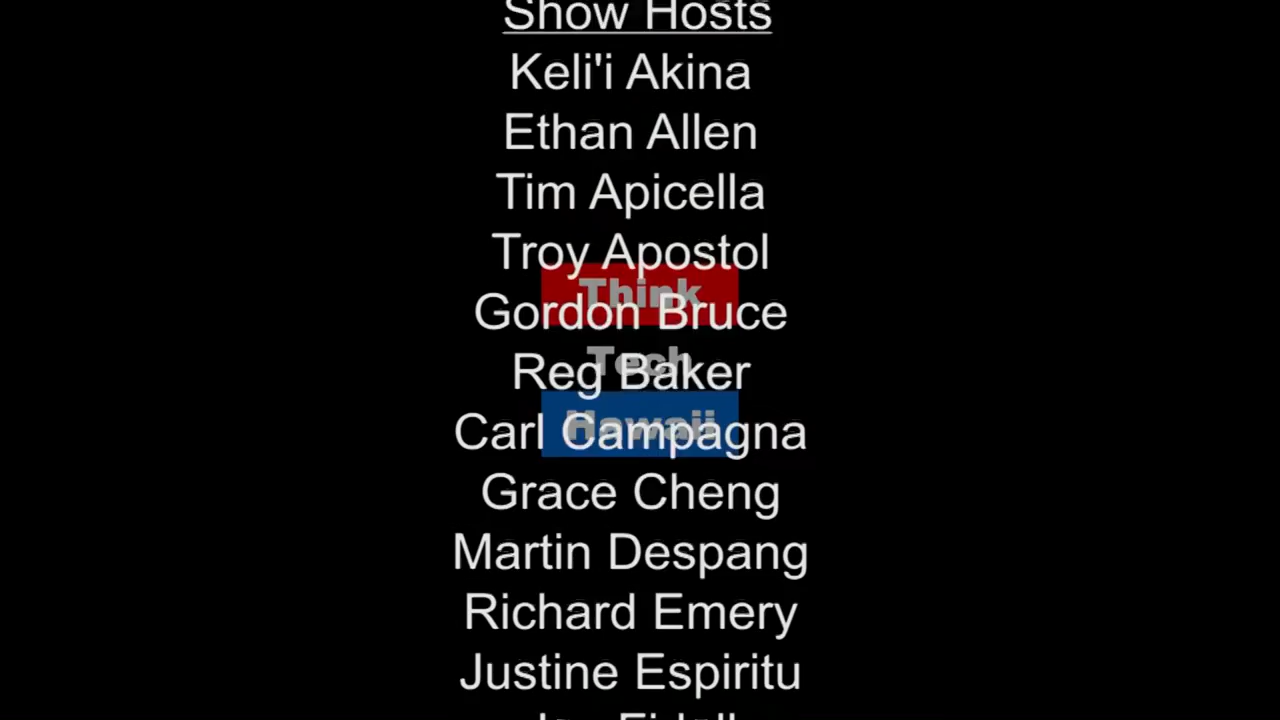 Show Hosts
Keli'i Akina
Ethan Allen
Tim Apicella
Troy Apostol
Think
Gordon Bruce
Tech
Reg Baker
Hawaii
Carl Campagna
Grace Cheng
Martin Despang
Richard Emery
Justine Espiritu